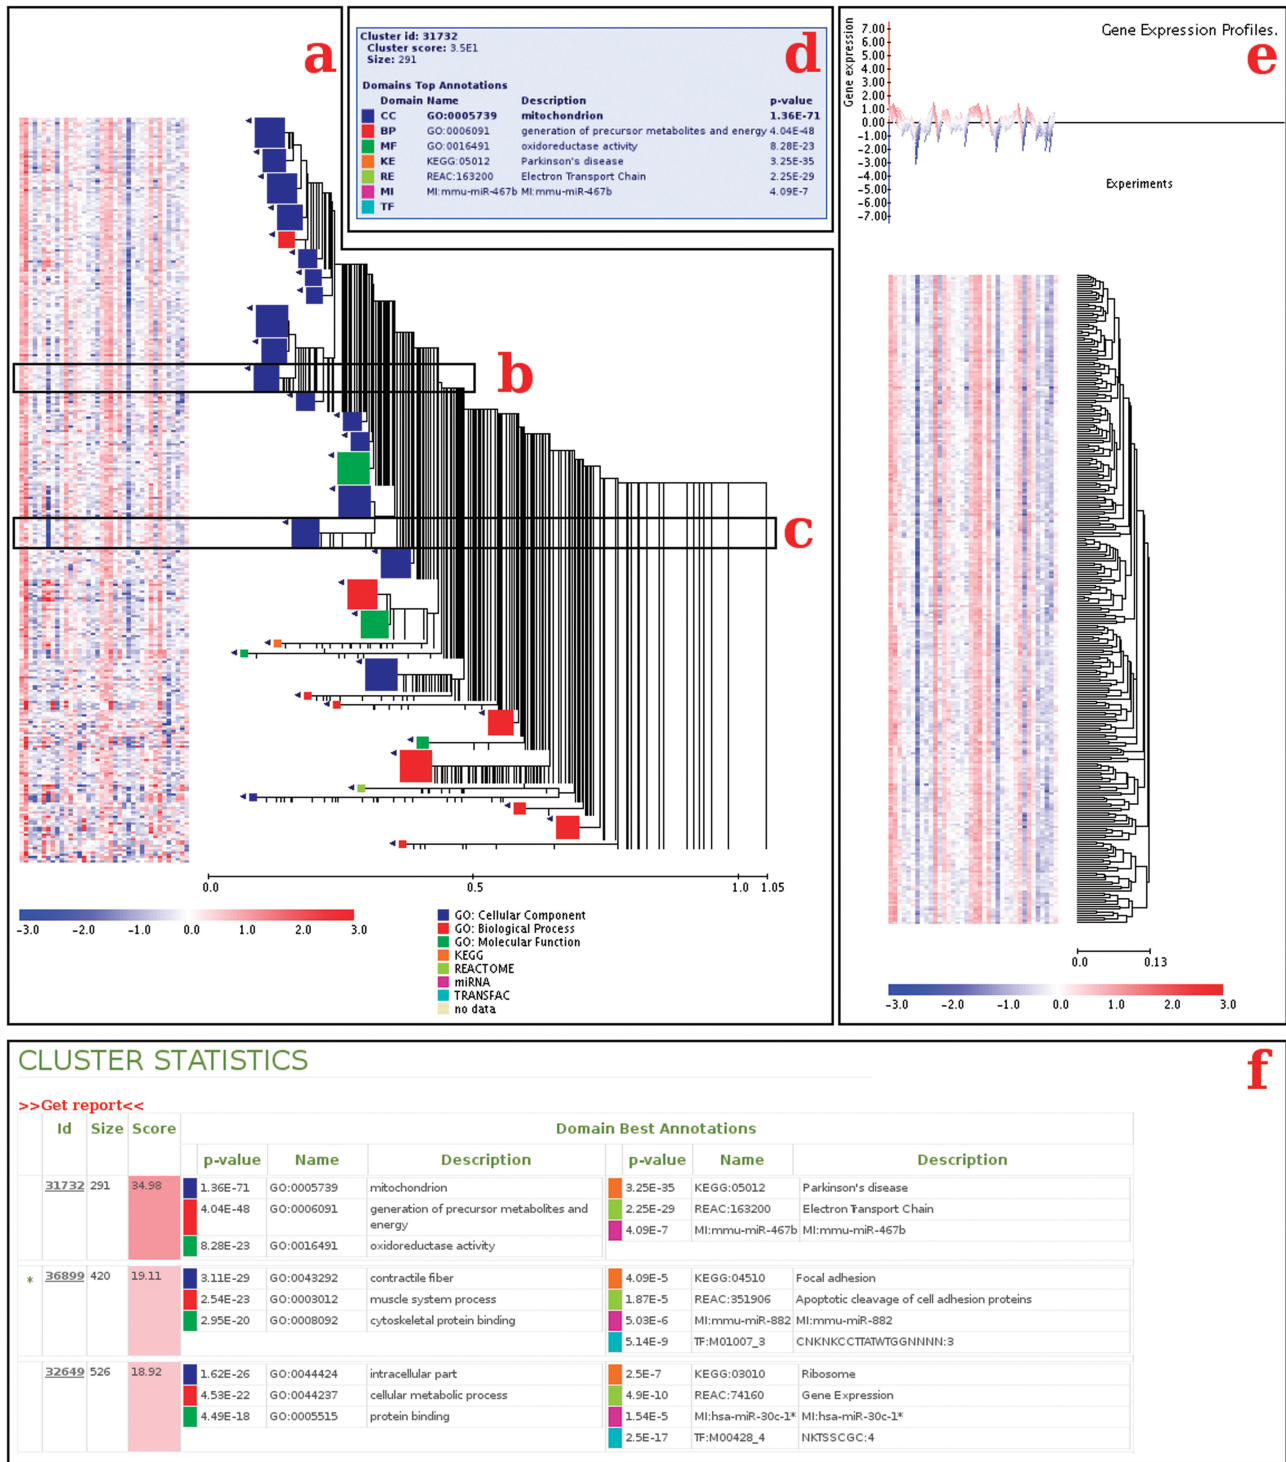 a
Cluster id: 31732
Cluster score: 3.5E1
Size: 291
Domains Top Annotations
Domain Name Description p-value
CC GO:0005739 mitochondrion 1.36E-71
BP GO:0006091 generation of precursor metabolites and energy 4.04E-48
MF GO:0016491 oxidoreductase activity 8.28E-23
KE KEGG:05012 Parkinson's disease 3.25E-35
RE REAC:163200 Electron Transport Chain 2.25E-29
MI MI:mmu-miR-467b MI:mmu-miR-467b 4.09E-7
TF
d
b
c
0.0 0.5 1.0 1.05
-3.0 -2.0 -1.0 0.0 1.0 2.0 3.0
GO: Cellular Component
GO: Biological Process
GO: Molecular Function
KEGG
REACTOME
miRNA
TRANSFAC
no data
Gene Expression Profiles.
e
Gene expression
7.00
6.00
5.00
4.00
3.00
2.00
1.00
0.00
-1.00
-2.00
-3.00
-4.00
-5.00
-6.00
-7.00
Experiments
0.0 0.13
-3.0 -2.0 -1.0 0.0 1.0 2.0 3.0
CLUSTER STATISTICS
f
>>Get report<<
Id Size Score Domain Best Annotations
p-value Name Description p-value Name Description
31732 291 34.98 1.36E-71 GO:0005739 mitochondrion 3.25E-35 KEGG:05012 Parkinson's disease
4.04E-48 GO:0006091 generation of precursor metabolites and 2.25E-29 REAC:163200 Electron Transport Chain
energy 4.09E-7 MI:mmu-miR-467b MI:mmu-miR-467b
8.28E-23 GO:0016491 oxidoreductase activity
* 36899 420 19.11 3.11E-29 GO:0043292 contractile fiber 4.09E-5 KEGG:04510 Focal adhesion
2.54E-23 GO:0003012 muscle system process 1.87E-5 REAC:351906 Apoptotic cleavage of cell adhesion proteins
2.95E-20 GO:0008092 cytoskeletal protein binding 5.03E-6 MI:mmu-miR-882 MI:mmu-miR-882
5.14E-9 TF:M01007_3 CNKNKCCTTATWTGGNNNN:3
32649 526 18.92 1.62E-26 GO:0044424 intracellular part 2.5E-7 KEGG:03010 Ribosome
4.53E-22 GO:0044237 cellular metabolic process 4.9E-10 REAC:74160 Gene Expression
4.49E-18 GO:0005515 protein binding 1.54E-5 MI:hsa-miR-30c-1* MI:hsa-miR-30c-1*
2.5E-17 TF:M00428_4 NKTSSCGC:4